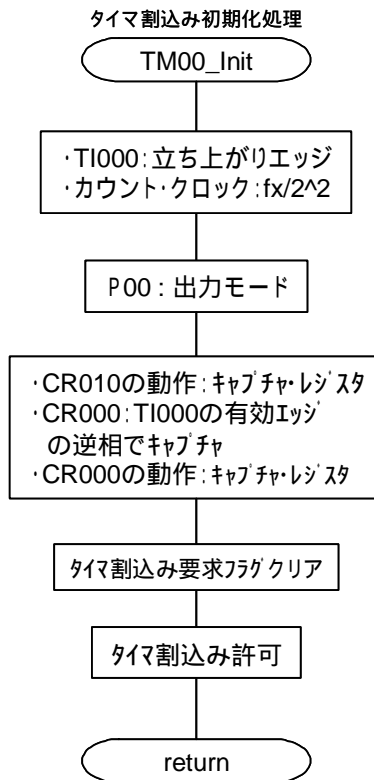 タイマ割込み初期化処理
TM00_Init
・TI000：立ち上がりエッジ
・カウント・クロック：fx/2^2
P00：出力モード
・CR010の動作：ｷｬﾌﾟﾁｬ･ﾚｼﾞｽﾀ
・CR000：TI000の有効ｴｯｼﾞ
の逆相でｷｬﾌﾟﾁｬ
・CR000の動作：ｷｬﾌﾟﾁｬ･ﾚｼﾞｽﾀ
ﾀｲﾏ割込み要求ﾌﾗｸﾞクリア
ﾀｲﾏ割込み許可
return